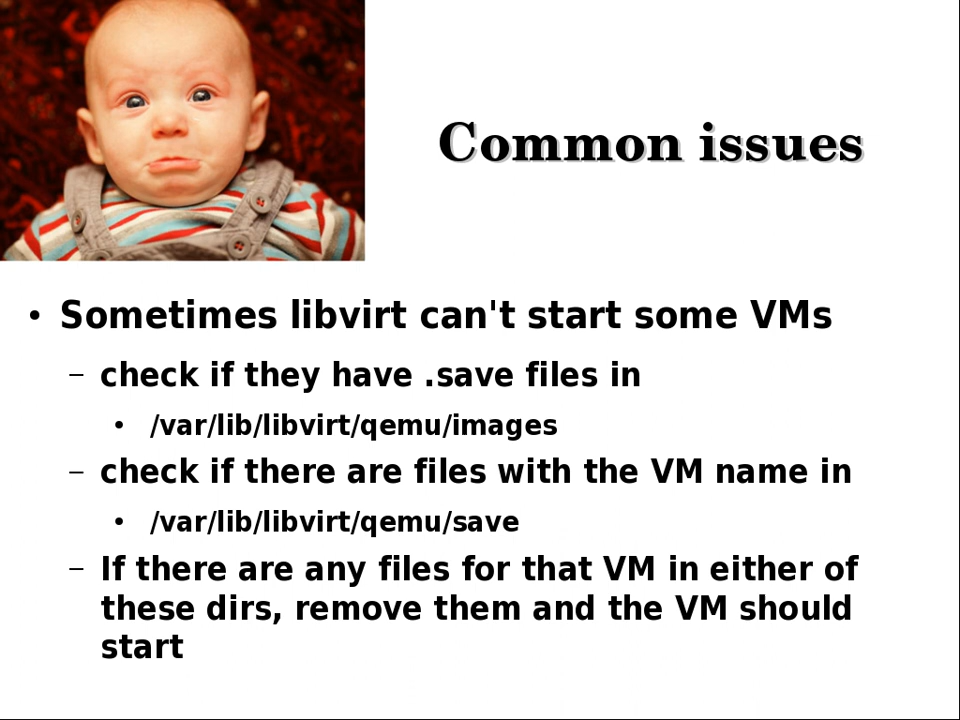 Common issues
• Sometimes libvirt can't start some VMs
– check if they have .save files in
• /var/lib/libvirt/qemu/images
– check if there are files with the VM name in
• /var/lib/libvirt/qemu/save
– If there are any files for that VM in either of
these dirs, remove them and the VM should
start